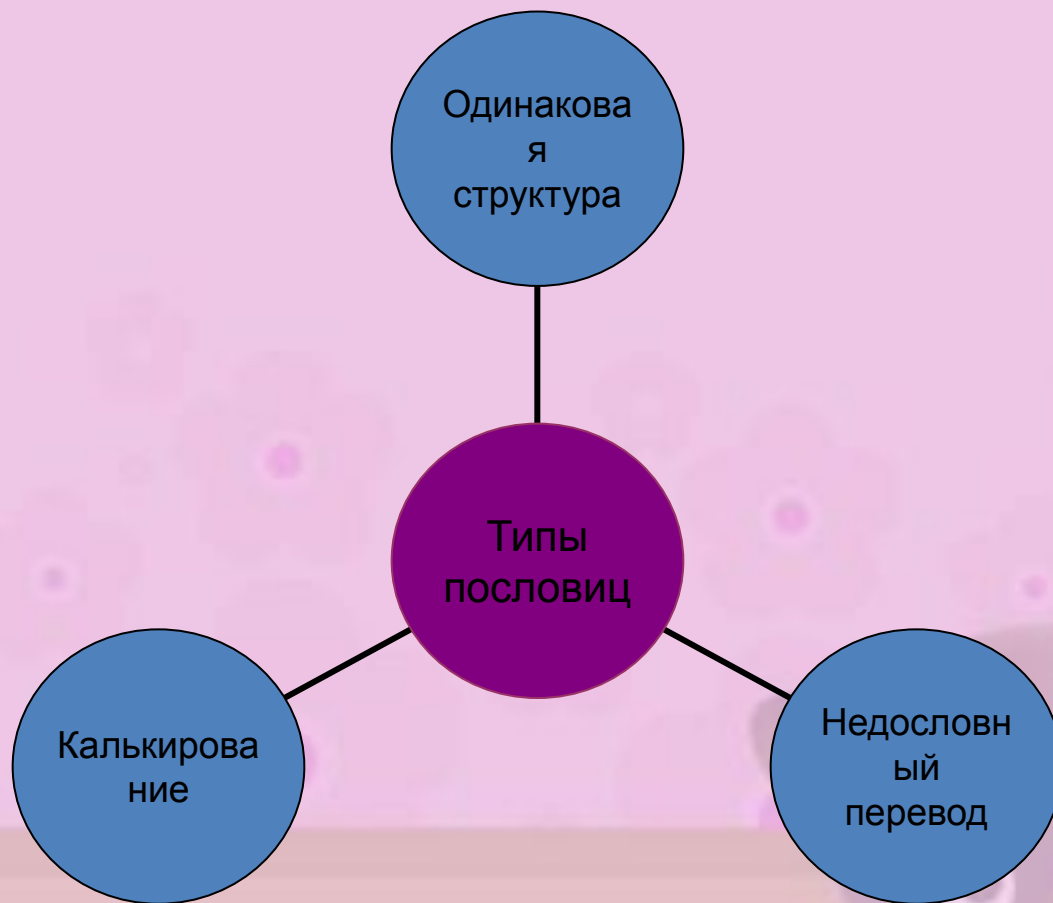 Одинакова
я
структура
Типы
пословиц
Калькирова
ние
Недословн
ый
перевод